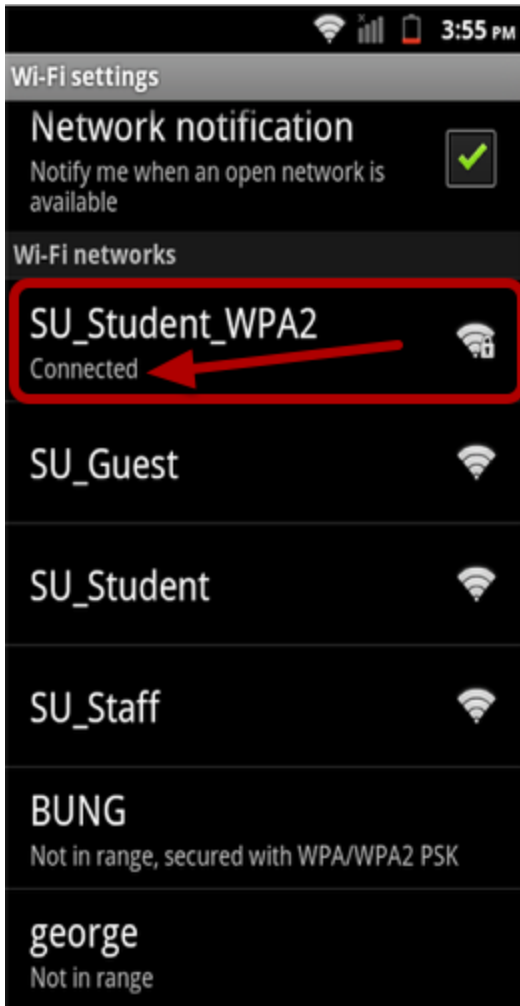 3:55 PM
Wi-Fi settings
Network notification
Notify me when an open network is
available
Wi-Fi networks
SU_Student_WPA2
Connected
SU_Guest
SU_Student
SU_Staff
BUNG
Not in range, secured with WPA/WPA2 PSK
george
Not in range